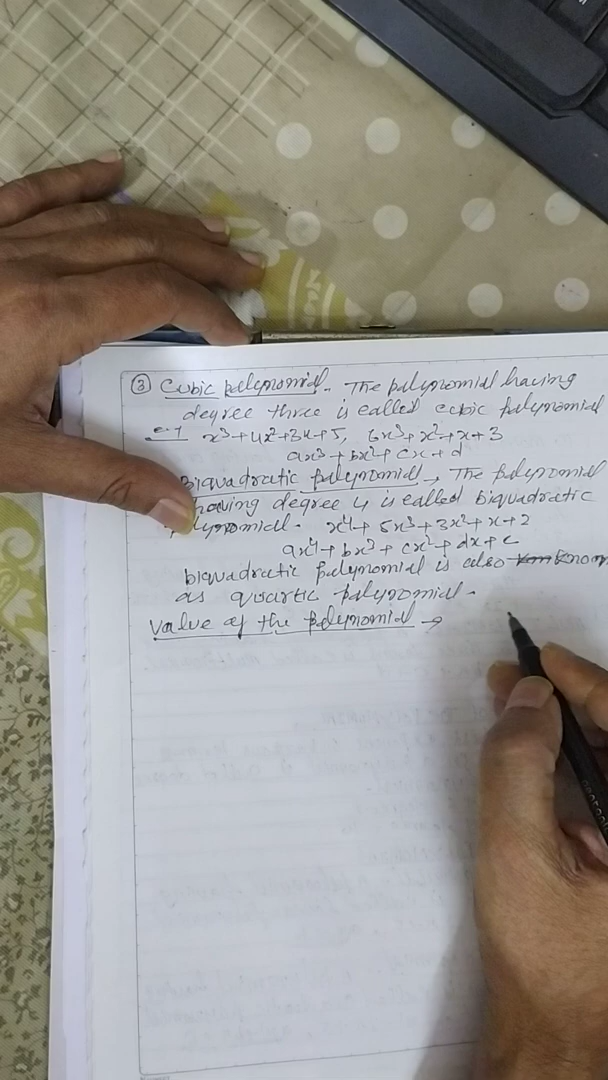 ③ Cubic polynomial - The polynomial having
degree three is called cubic polynomial
e.g x³+4x²+3x+5, 6x³+x²+x+3
ax³+bx²+cx+d
Biquadratic polynomial → The polynomial
having degree 4 is called biquadratic
polynomial. x⁴+5x³+3x²+x+2
ax⁴+bx³+cx²+dx+e
biquadratic polynomial is also know
as quartic polynomial.
Value of the polynomial →